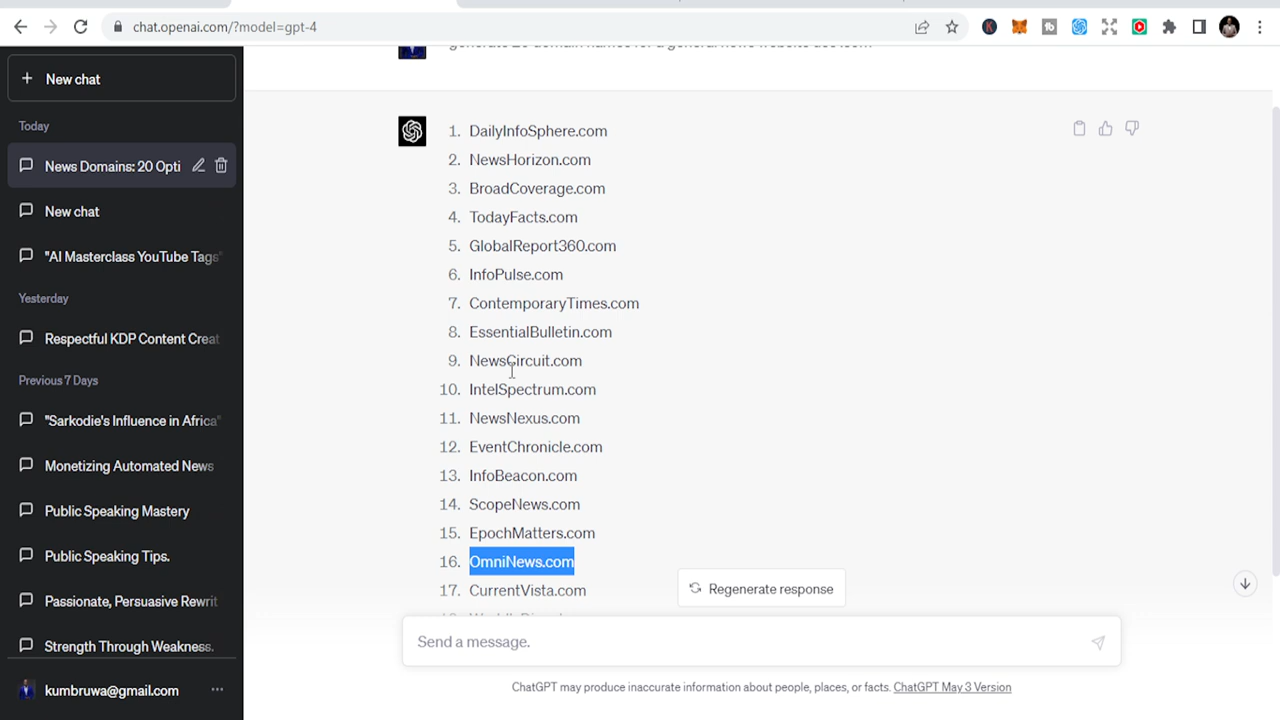 chat.openai.com/?model=gpt-4
New chat
Today
News Domains: 20 Opti
New chat
"AI Masterclass YouTube Tags"
Yesterday
Respectful KDP Content Creat
Previous 7 Days
"Sarkodie's Influence in Africa"
Monetizing Automated News
Public Speaking Mastery
Public Speaking Tips.
Passionate, Persuasive Rewrit
Strength Through Weakness.
kumbruwa@gmail.com
1. DailyInfoSphere.com
2. NewsHorizon.com
3. BroadCoverage.com
4. TodayFacts.com
5. GlobalReport360.com
6. InfoPulse.com
7. ContemporaryTimes.com
8. EssentialBulletin.com
9. NewsCircuit.com
10. IntelSpectrum.com
11. NewsNexus.com
12. EventChronicle.com
13. InfoBeacon.com
14. ScopeNews.com
15. EpochMatters.com
16. OmniNews.com
17. CurrentVista.com
Regenerate response
Send a message.
ChatGPT may produce inaccurate information about people, places, or facts. ChatGPT May 3 Version